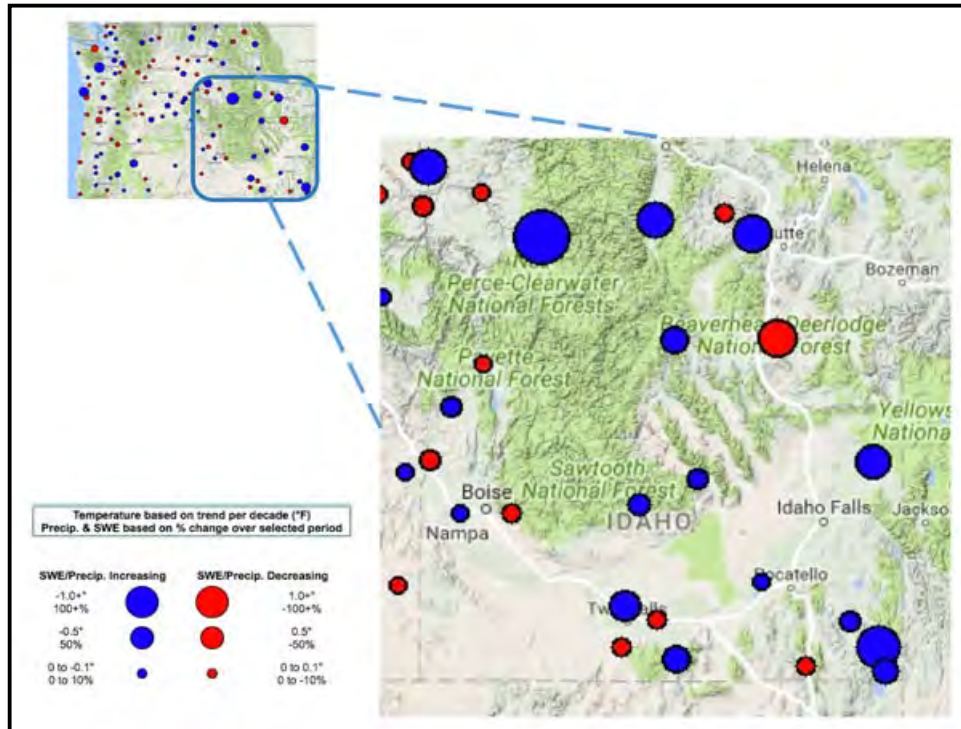 Helena
utte
Bozeman
Perce-Clearwater
National Forests
Beaverhead-Deerlodge
National Forest
Payette
National Forest
Yellows
National
Sawtooth
National Forest
Boise
IDAHO
Idaho Falls
Jackso
Nampa
Pocatello
Twin Falls
Temperature based on trend per decade (°F)
Precip. & SWE based on % change over selected period
SWE/Precip. Increasing SWE/Precip. Decreasing
-1.0+° 1.0+°
100+% -100+%
-0.5° 0.5°
50% -50%
0 to -0.1° 0 to 0.1°
0 to 10% 0 to -10%